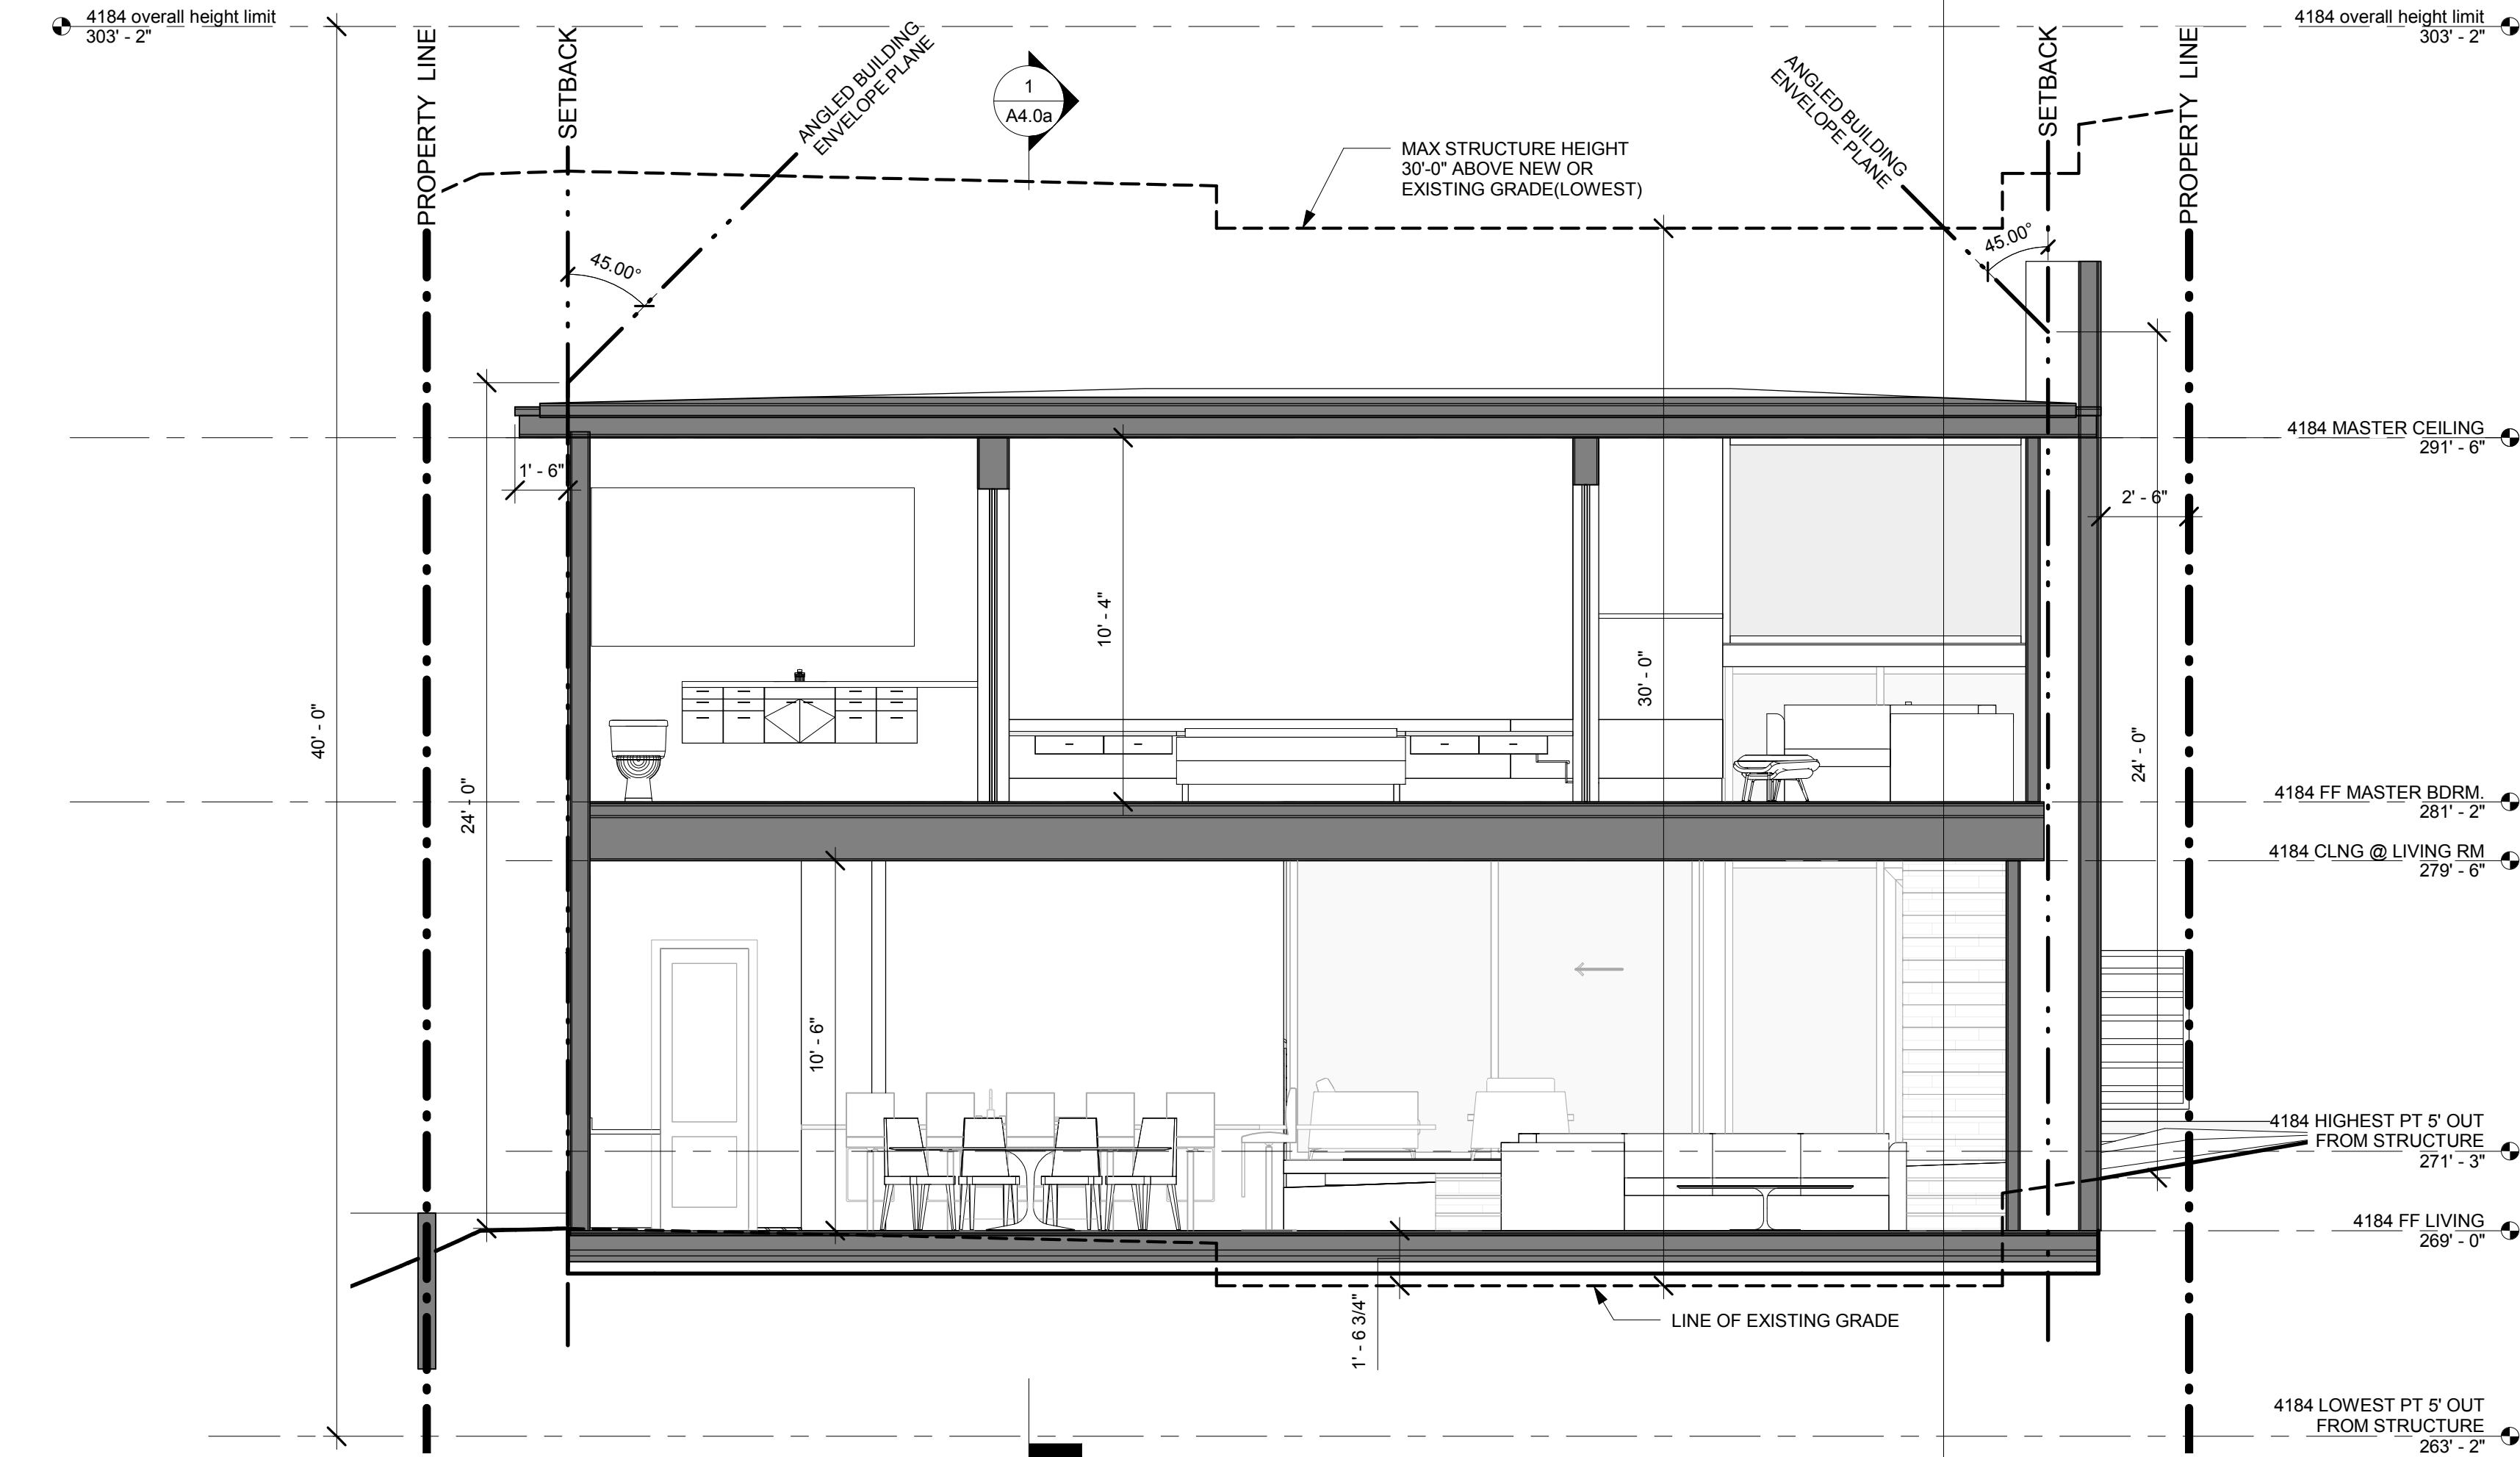 4184 overall height limit
303' - 2"
4184 overall height limit
303' - 2"
PROPERTY LINE
SETBACK
ANGLED BUILDING
ENVELOPE PLANE
1
A4.0a
MAX STRUCTURE HEIGHT
30'-0" ABOVE NEW OR
EXISTING GRADE(LOWEST)
ANGLED BUILDING
ENVELOPE PLANE
SETBACK
PROPERTY LINE
45.00°
45.00°
4184 MASTER CEILING
291' - 6"
1' - 6"
2' - 6"
10' - 4"
30' - 0"
40' - 0"
24' - 0"
24' - 0"
4184 FF MASTER BDRM.
281' - 2"
4184 CLNG @ LIVING RM
279' - 6"
10' - 6"
4184 HIGHEST PT 5' OUT
FROM STRUCTURE
271' - 3"
4184 FF LIVING
269' - 0"
1' - 6 3/4"
LINE OF EXISTING GRADE
4184 LOWEST PT 5' OUT
FROM STRUCTURE
263' - 2"